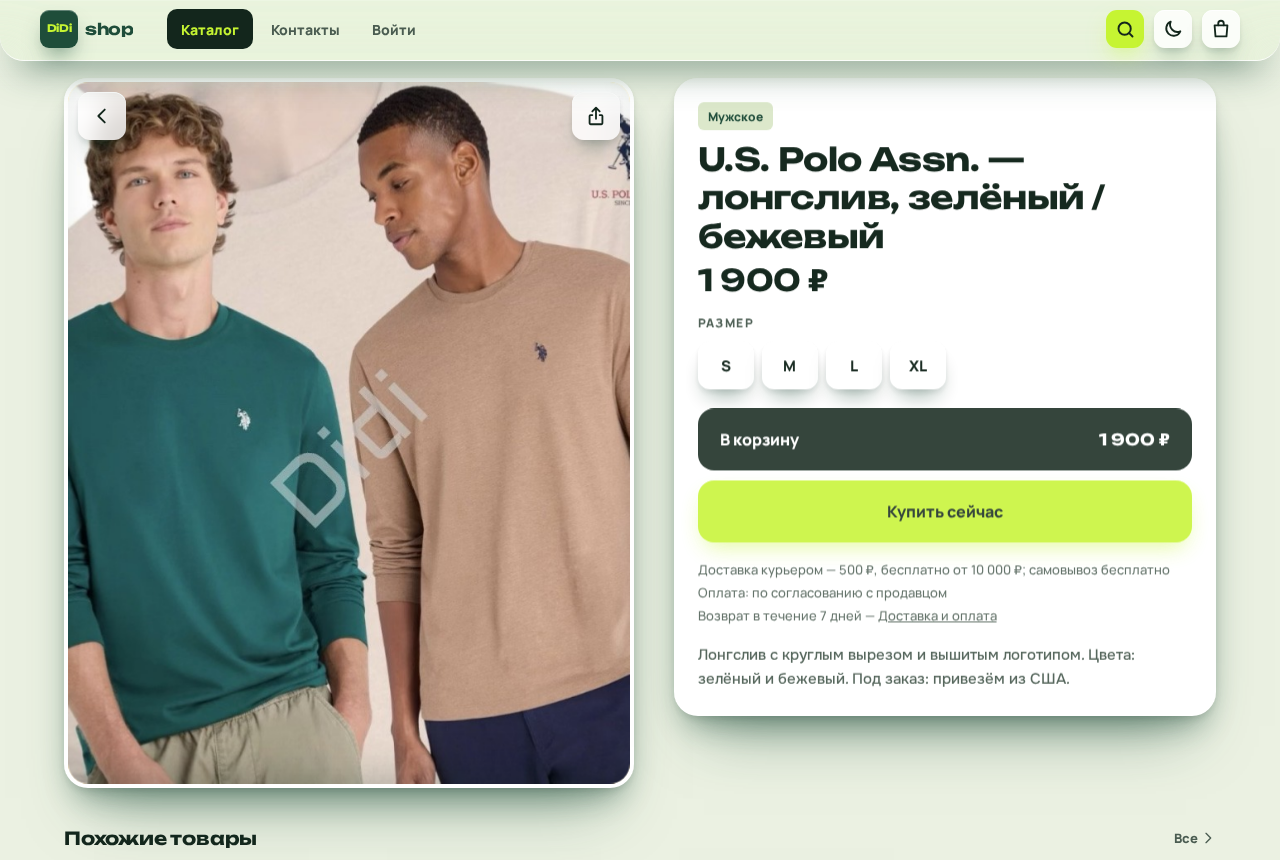 DiDi shop
Каталог
Контакты
Войти
U.S. POL
SINC
Didi
Мужское
U.S. Polo Assn. —
лонгслив, зелёный /
бежевый
1 900 ₽
РАЗМЕР
S
M
L
XL
В корзину 1 900 ₽
Купить сейчас
Доставка курьером — 500 ₽, бесплатно от 10 000 ₽; самовывоз бесплатно
Оплата: по согласованию с продавцом
Возврат в течение 7 дней — Доставка и оплата
Лонгслив с круглым вырезом и вышитым логотипом. Цвета:
зелёный и бежевый. Под заказ: привезём из США.
Похожие товары
Все